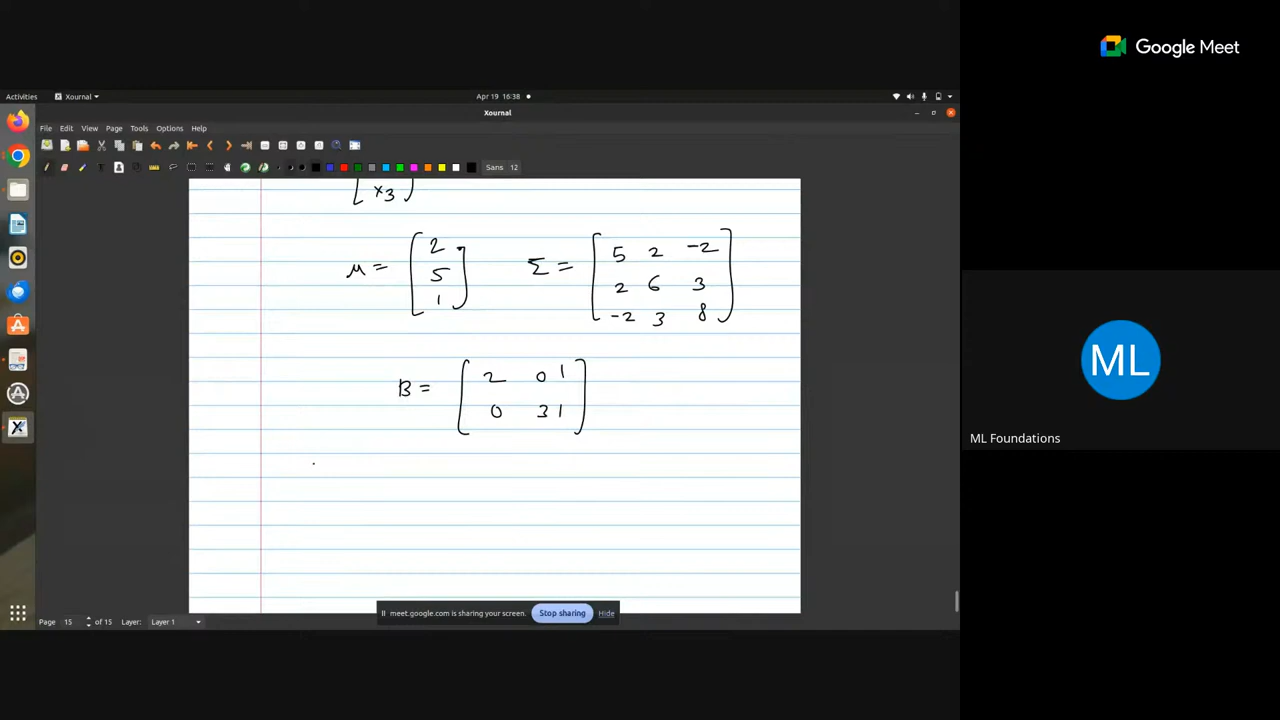 Google Meet
Activities Xournal Apr 19 16:38
Xournal
File Edit View Page Tools Options Help
Sans 12
x3
μ = [ 2 5 1 ] Σ = [ 5 2 -2
2 6 3
-2 3 8 ]
B = [ 2 0 1
0 3 1 ]
ML
ML Foundations
meet.google.com is sharing your screen. Stop sharing Hide
Page 15 of 15 Layer: Layer 1